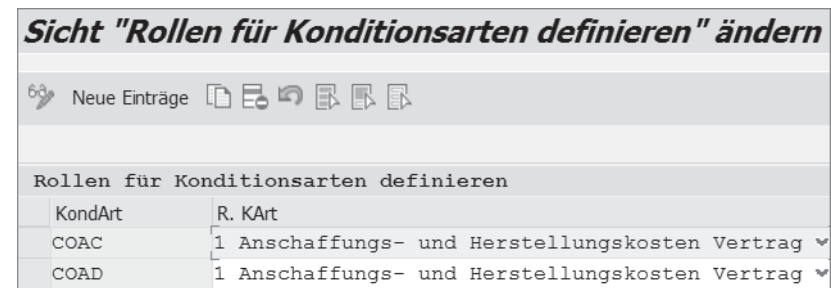 Sicht "Rollen für Konditionsarten definieren" ändern
Neue Einträge
Rollen für Konditionsarten definieren
KondArt R. KArt
COAC 1 Anschaffungs- und Herstellungskosten Vertrag
COAD 1 Anschaffungs- und Herstellungskosten Vertrag